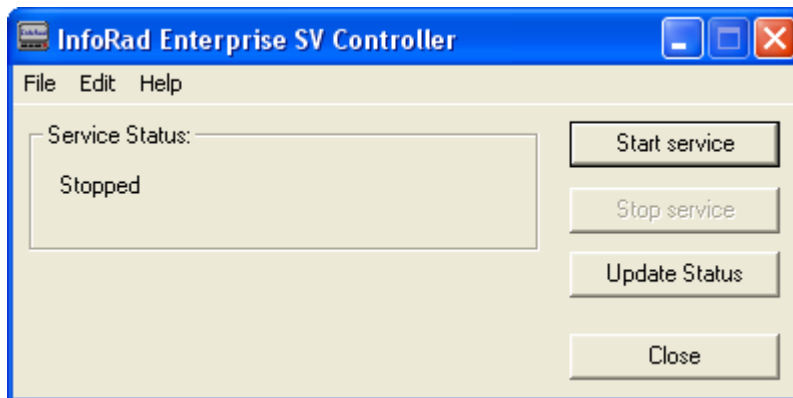 InfoRad Enterprise SV Controller
File Edit Help
Service Status:
Stopped
Start service
Stop service
Update Status
Close